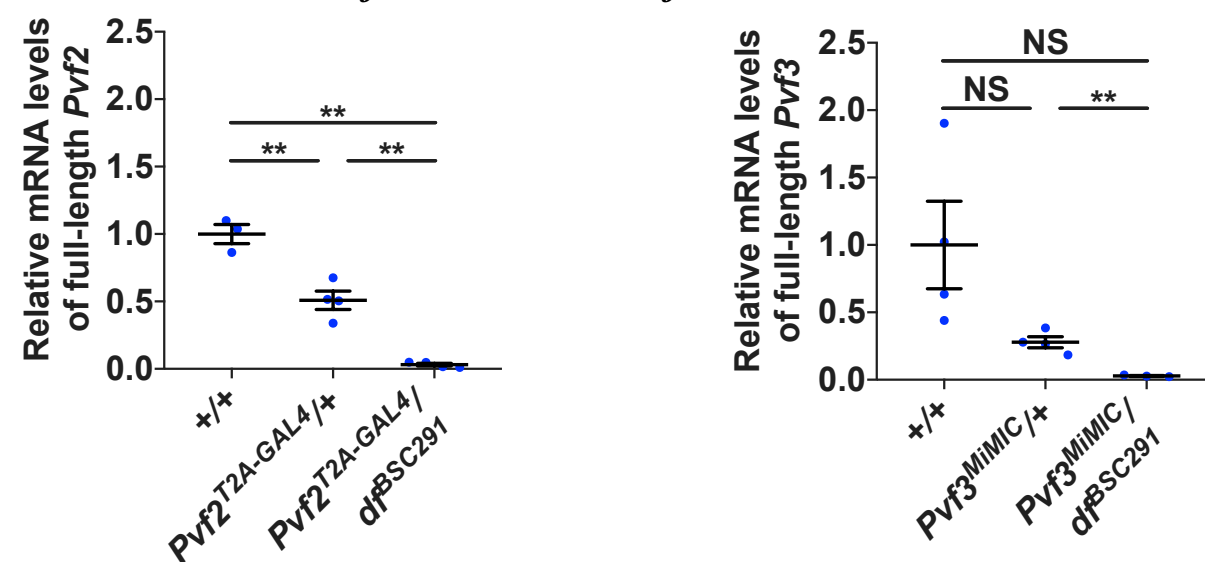 Relative mRNA levels
of full-length Pvf2
2.5
2.0
1.5
1.0
0.5
0.0
**
**
**
+/+
Pvf2T2A-GAL4/+
Pvf2T2A-GAL4/
dfBSC291
Relative mRNA levels
of full-length Pvf3
2.5
2.0
1.5
1.0
0.5
0.0
NS
NS
**
+/+
Pvf3MiMIC/+
Pvf3MiMIC/
dfBSC291